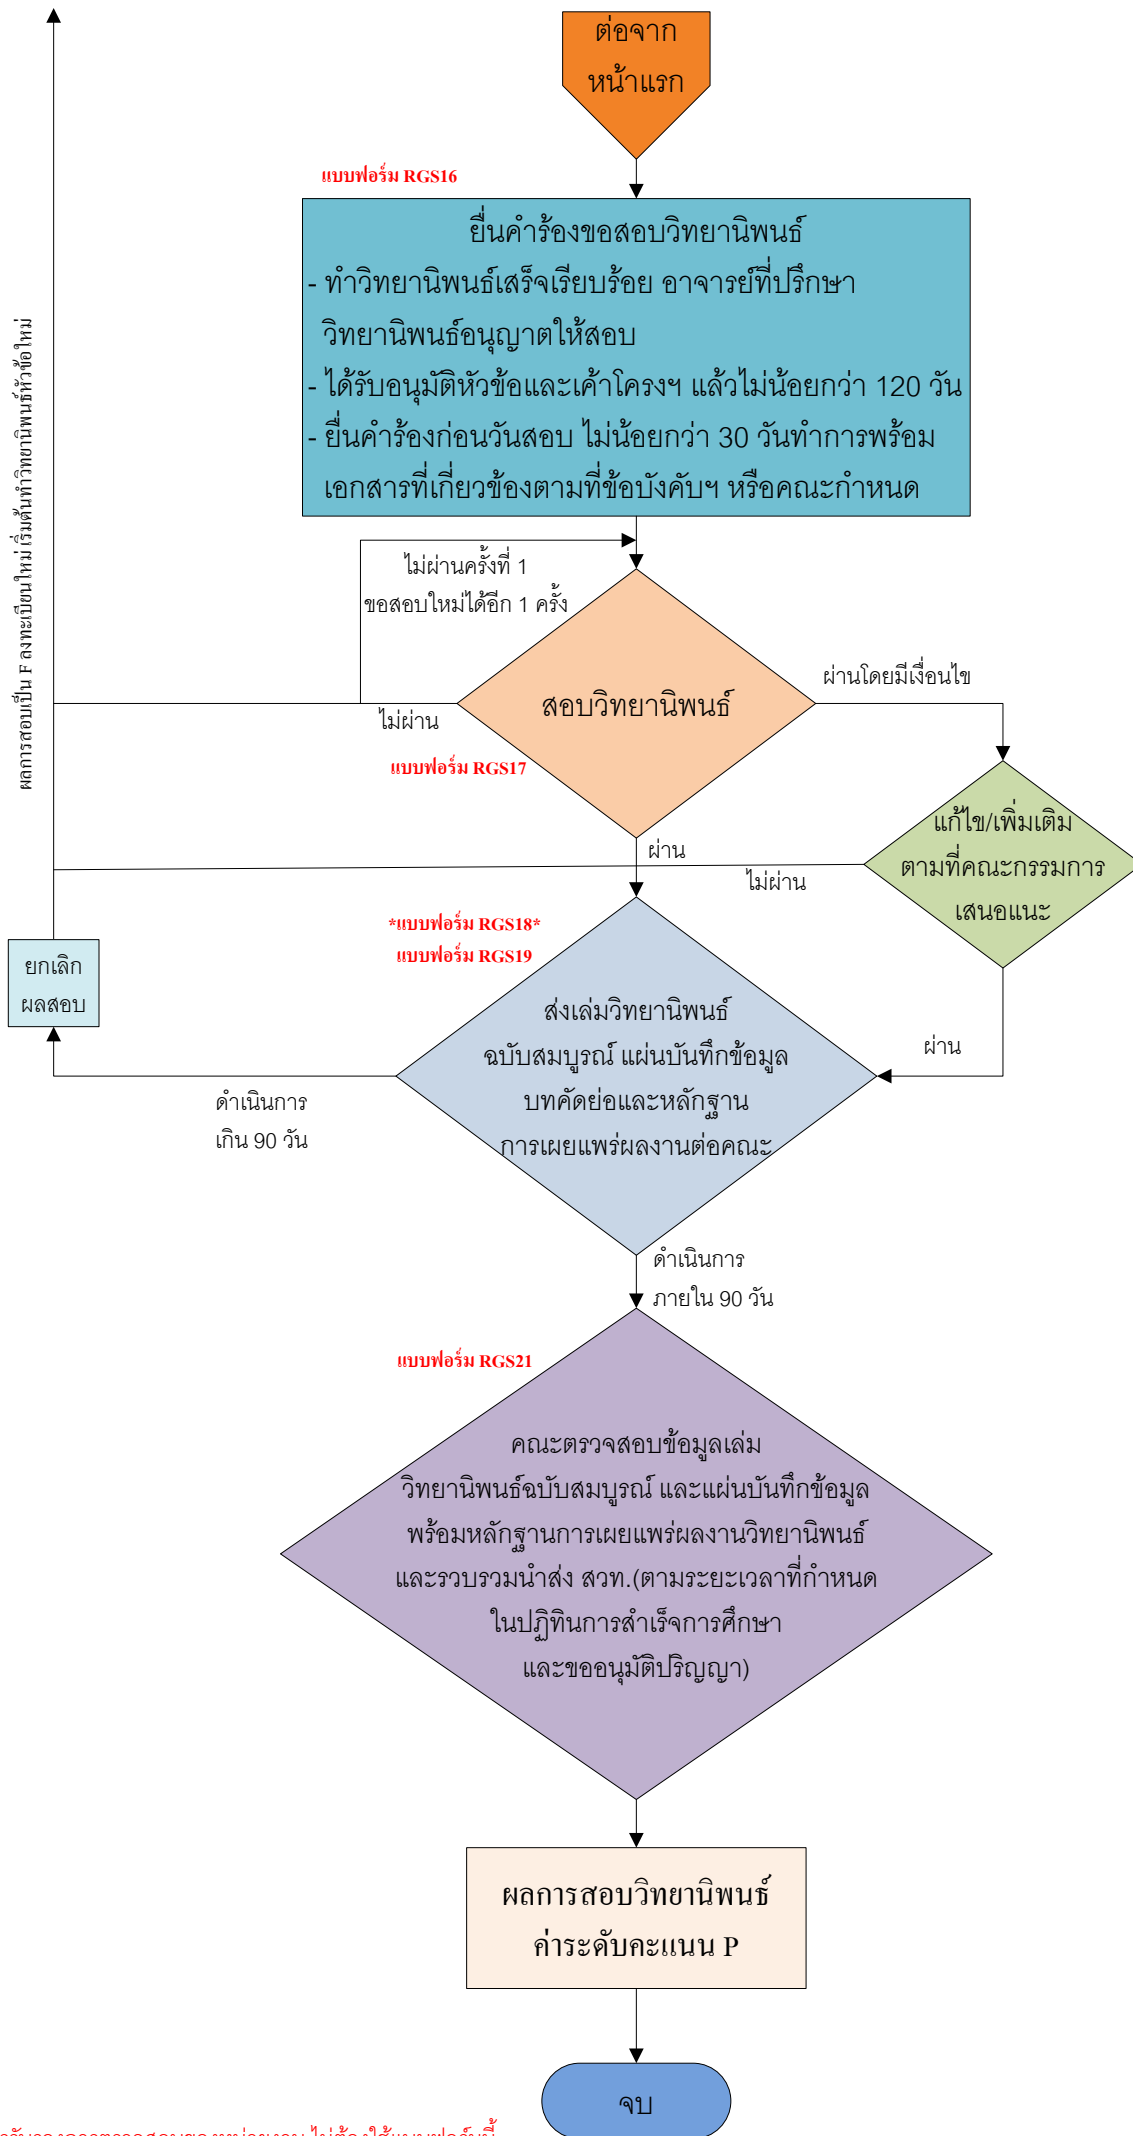 ต่อจาก
หน้าแรก
แบบฟอร์ม RGS16
ยื่นคำร้องขอสอบวิทยานิพนธ์
- ทำวิทยานิพนธ์เสร็จเรียบร้อย อาจารย์ที่ปรึกษา
วิทยานิพนธ์อนุญาตให้สอบ
- ได้รับอนุมัติหัวข้อและเค้าโครงฯ แล้วไม่น้อยกว่า 120 วัน
- ยื่นคำร้องก่อนวันสอบ ไม่น้อยกว่า 30 วันทำการพร้อม
เอกสารที่เกี่ยวข้องตามที่ข้อบังคับฯ หรือคณะกำหนด
ผลการสอบเป็น F ลงทะเบียนใหม่ เริ่มต้นทำวิทยานิพนธ์หัวข้อใหม่
ไม่ผ่านครั้งที่ 1
ขอสอบใหม่ได้อีก 1 ครั้ง
สอบวิทยานิพนธ์
ผ่านโดยมีเงื่อนไข
ไม่ผ่าน
แบบฟอร์ม RGS17
แก้ไข/เพิ่มเติม
ตามที่คณะกรรมการ
เสนอแนะ
ผ่าน
ไม่ผ่าน
*แบบฟอร์ม RGS18*
แบบฟอร์ม RGS19
ยกเลิก
ผลสอบ
ส่งเล่มวิทยานิพนธ์
ฉบับสมบูรณ์ แผ่นบันทึกข้อมูล
บทคัดย่อและหลักฐาน
การเผยแพร่ผลงานต่อคณะ
ผ่าน
ดำเนินการ
เกิน 90 วัน
ดำเนินการ
ภายใน 90 วัน
แบบฟอร์ม RGS21
คณะตรวจสอบข้อมูลเล่ม
วิทยานิพนธ์ฉบับสมบูรณ์ และแผ่นบันทึกข้อมูล
พร้อมหลักฐานการเผยแพร่ผลงานวิทยานิพนธ์
และรวบรวมนำส่ง สวท.(ตามระยะเวลาที่กำหนด
ในปฏิทินการสำเร็จการศึกษา
และขออนุมัติปริญญา)
ผลการสอบวิทยานิพนธ์
ค่าระดับคะแนน P
จบ